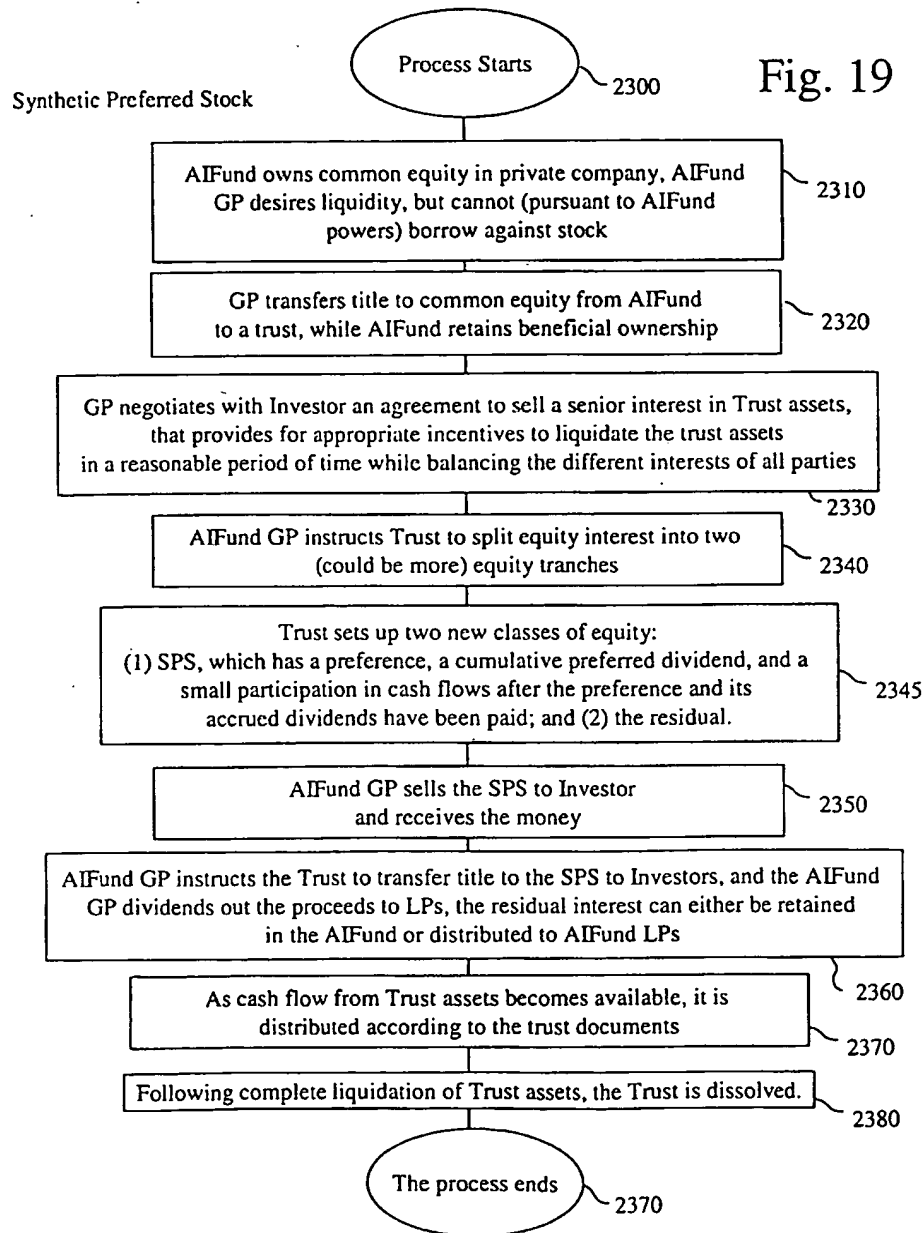 Process Starts
2300
Fig. 19
Synthetic Preferred Stock
AIFund owns common equity in private company, AIFund
GP desires liquidity, but cannot (pursuant to AIFund
powers) borrow against stock
2310
GP transfers title to common equity from AIFund
to a trust, while AIFund retains beneficial ownership
2320
GP negotiates with Investor an agreement to sell a senior interest in Trust assets,
that provides for appropriate incentives to liquidate the trust assets
in a reasonable period of time while balancing the different interests of all parties
2330
AIFund GP instructs Trust to split equity interest into two
(could be more) equity tranches
2340
Trust sets up two new classes of equity:
(1) SPS, which has a preference, a cumulative preferred dividend, and a
small participation in cash flows after the preference and its
accrued dividends have been paid; and (2) the residual.
2345
AIFund GP sells the SPS to Investor
and receives the money
2350
AIFund GP instructs the Trust to transfer title to the SPS to Investors, and the AIFund
GP dividends out the proceeds to LPs, the residual interest can either be retained
in the AIFund or distributed to AIFund LPs
2360
As cash flow from Trust assets becomes available, it is
distributed according to the trust documents
2370
Following complete liquidation of Trust assets, the Trust is dissolved.
2380
The process ends
2370